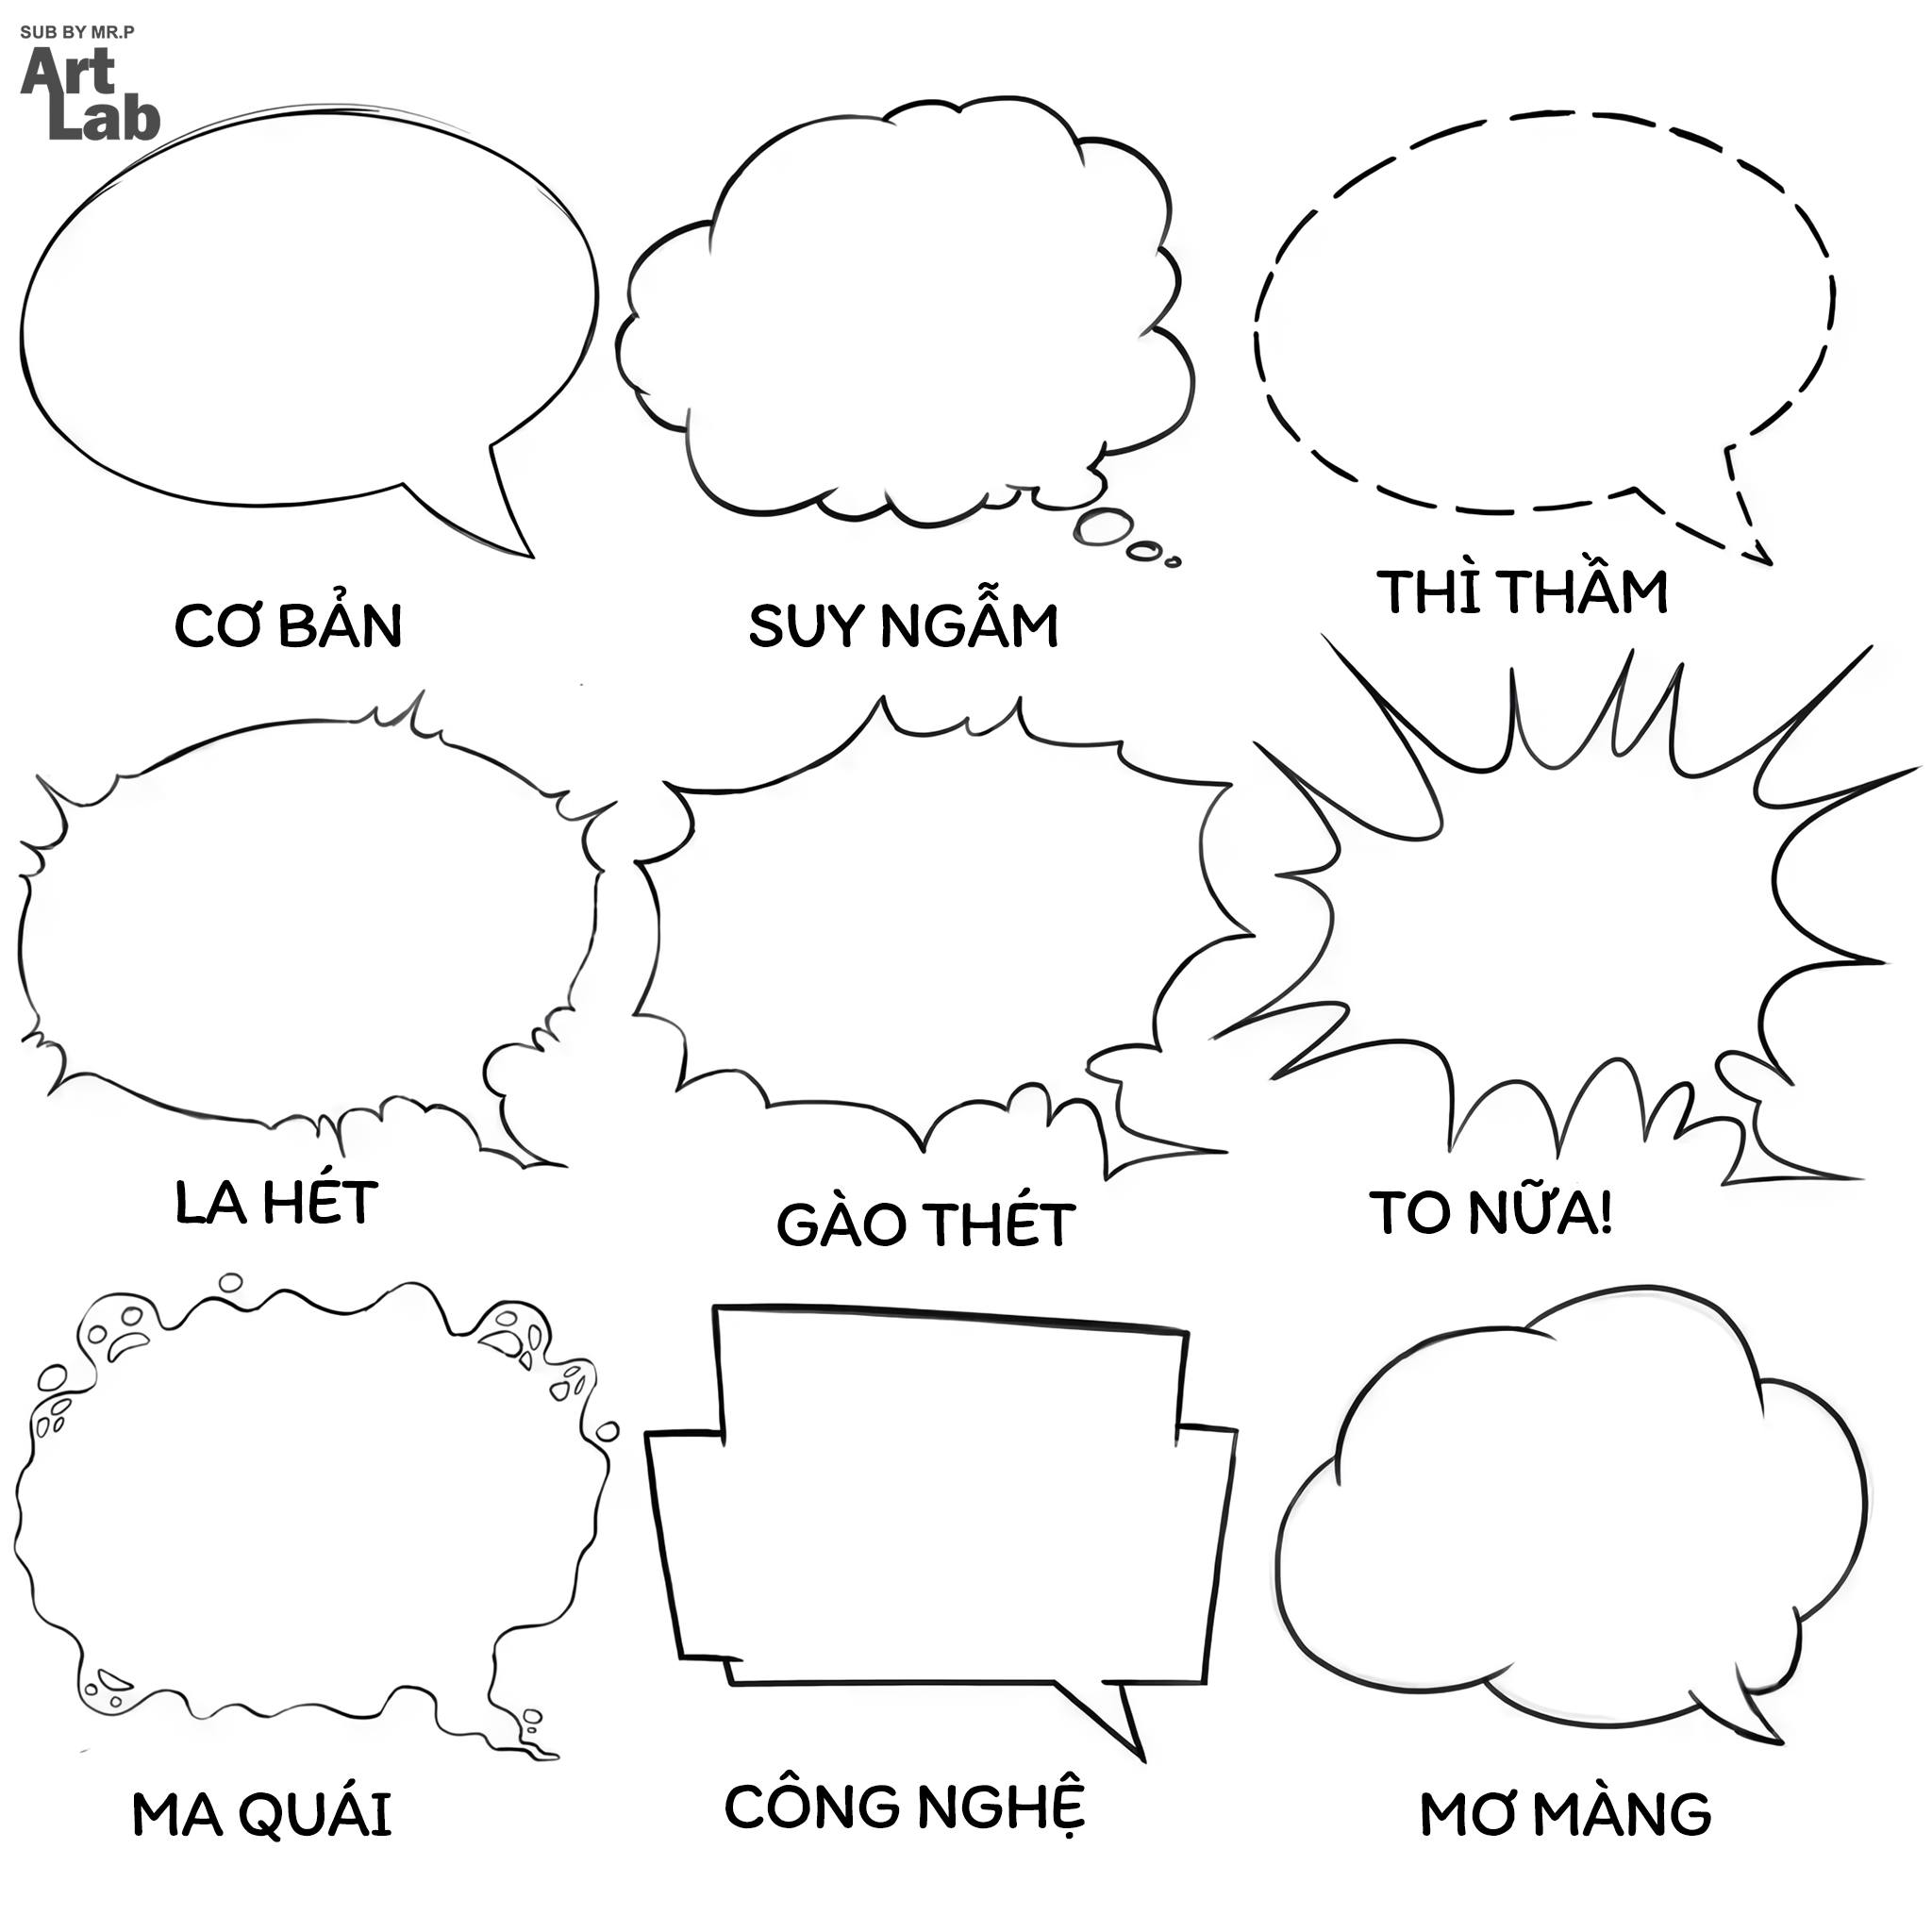 SUB BY MR.P
Art
Lab
CƠ BẢN
SUY NGẪM
THÌ THẦM
LA HÉT
GÀO THÉT
TO NỮA!
MA QUÁI
CÔNG NGHỆ
MƠ MÀNG